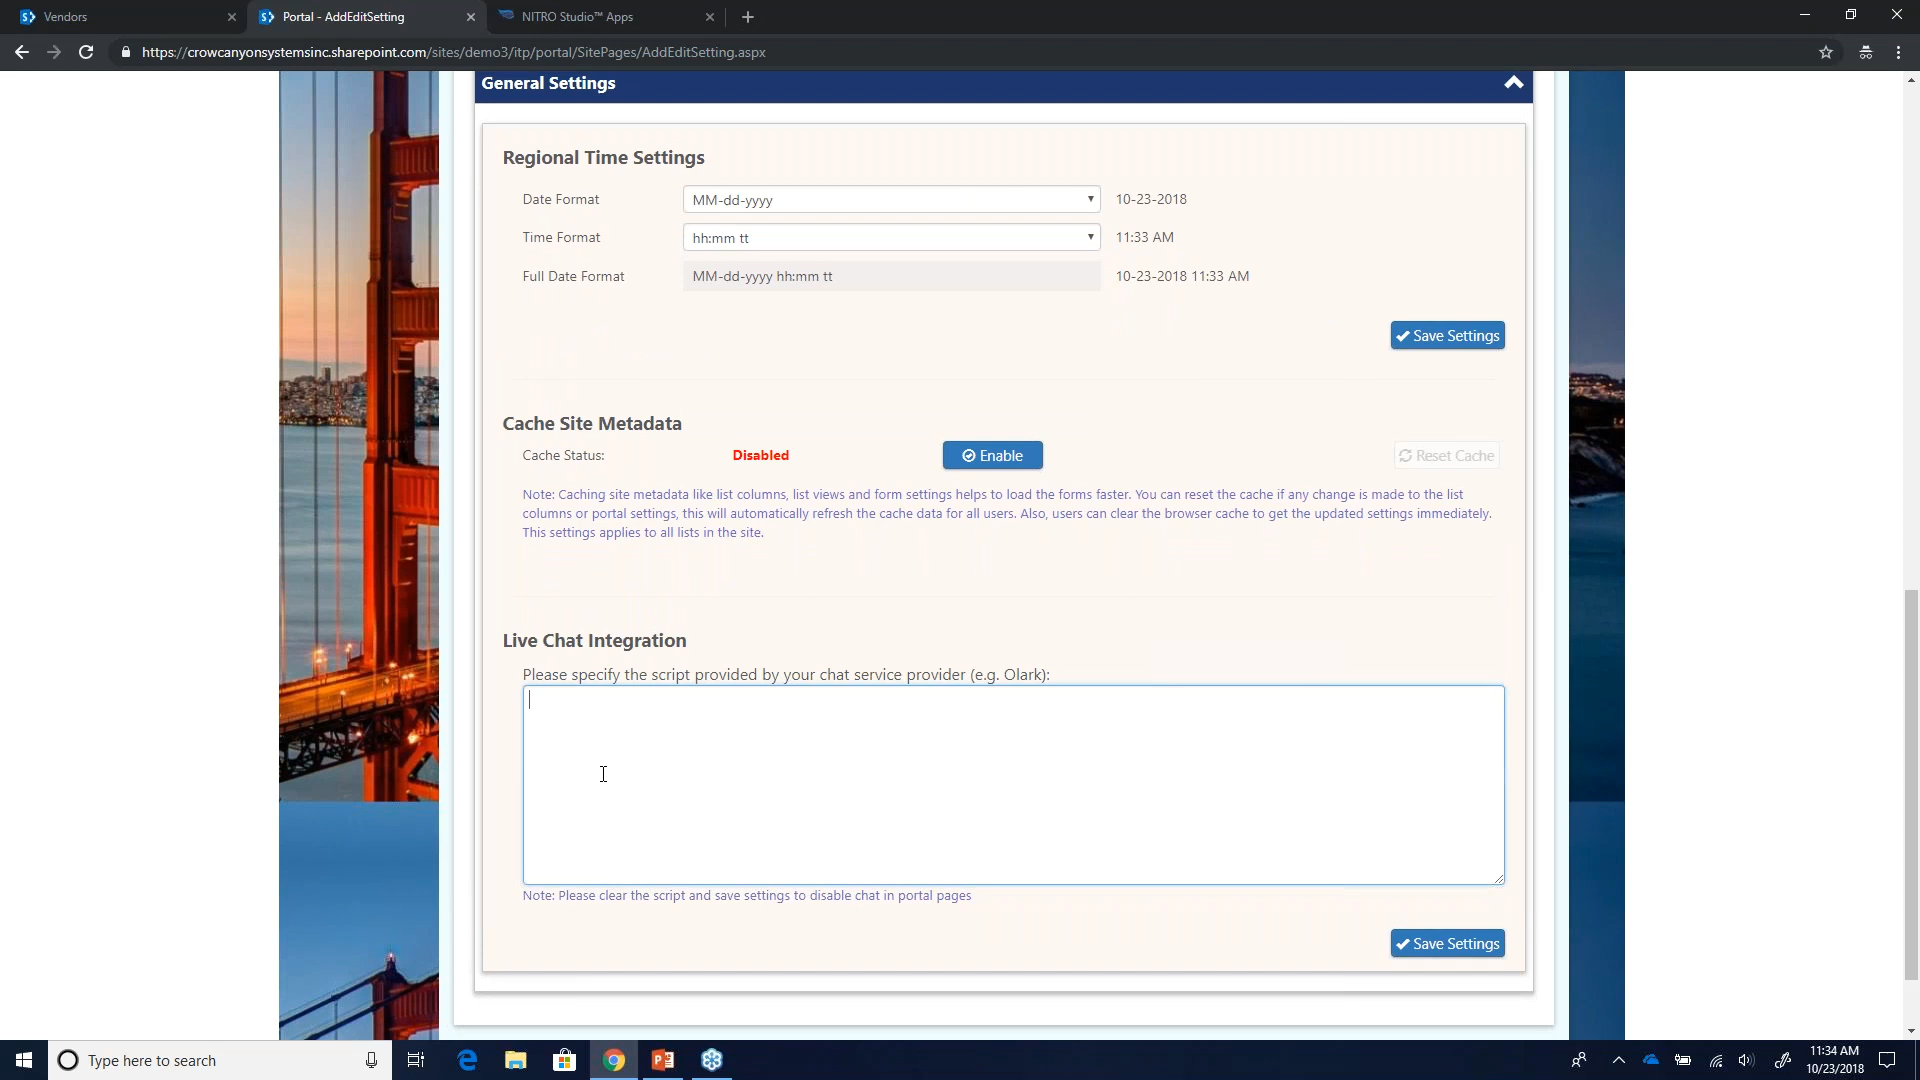 Vendors
Portal - AddEditSetting
NITRO Studio™ Apps
https://crowcanyonsystemsinc.sharepoint.com/sites/demo3/itp/portal/SitePages/AddEditSetting.aspx
General Settings
Regional Time Settings
Date Format
MM-dd-yyyy
10-23-2018
Time Format
hh:mm tt
11:33 AM
Full Date Format
MM-dd-yyyy hh:mm tt
10-23-2018 11:33 AM
Save Settings
Cache Site Metadata
Cache Status:
Disabled
Enable
Reset Cache
Note: Caching site metadata like list columns, list views and form settings helps to load the forms faster. You can reset the cache if any change is made to the list
columns or portal settings, this will automatically refresh the cache data for all users. Also, users can clear the browser cache to get the updated settings immediately.
This settings applies to all lists in the site.
Live Chat Integration
Please specify the script provided by your chat service provider (e.g. Olark):
Note: Please clear the script and save settings to disable chat in portal pages
Save Settings
Type here to search
11:34 AM
10/23/2018